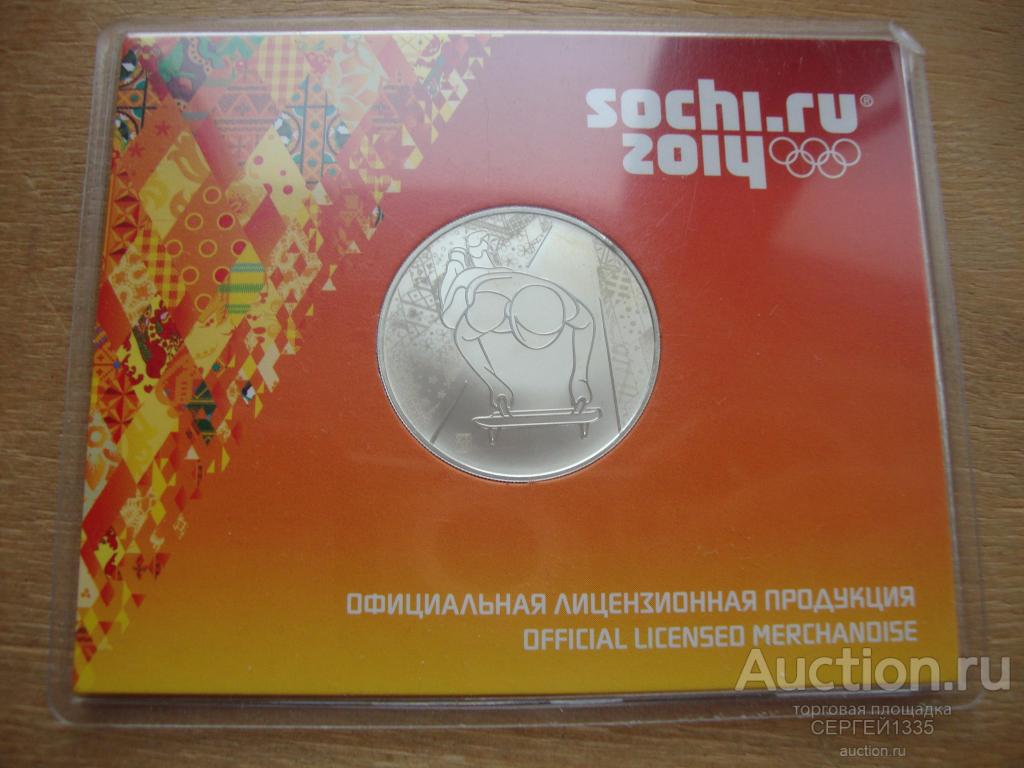 sochi.ru®
2014
ОФИЦИАЛЬНАЯ ЛИЦЕНЗИОННАЯ ПРОДУКЦИЯ
OFFICIAL LICENSED MERCHANDISE
Auction.ru
торговая площадка
СЕРГЕЙ1335
auction.ru